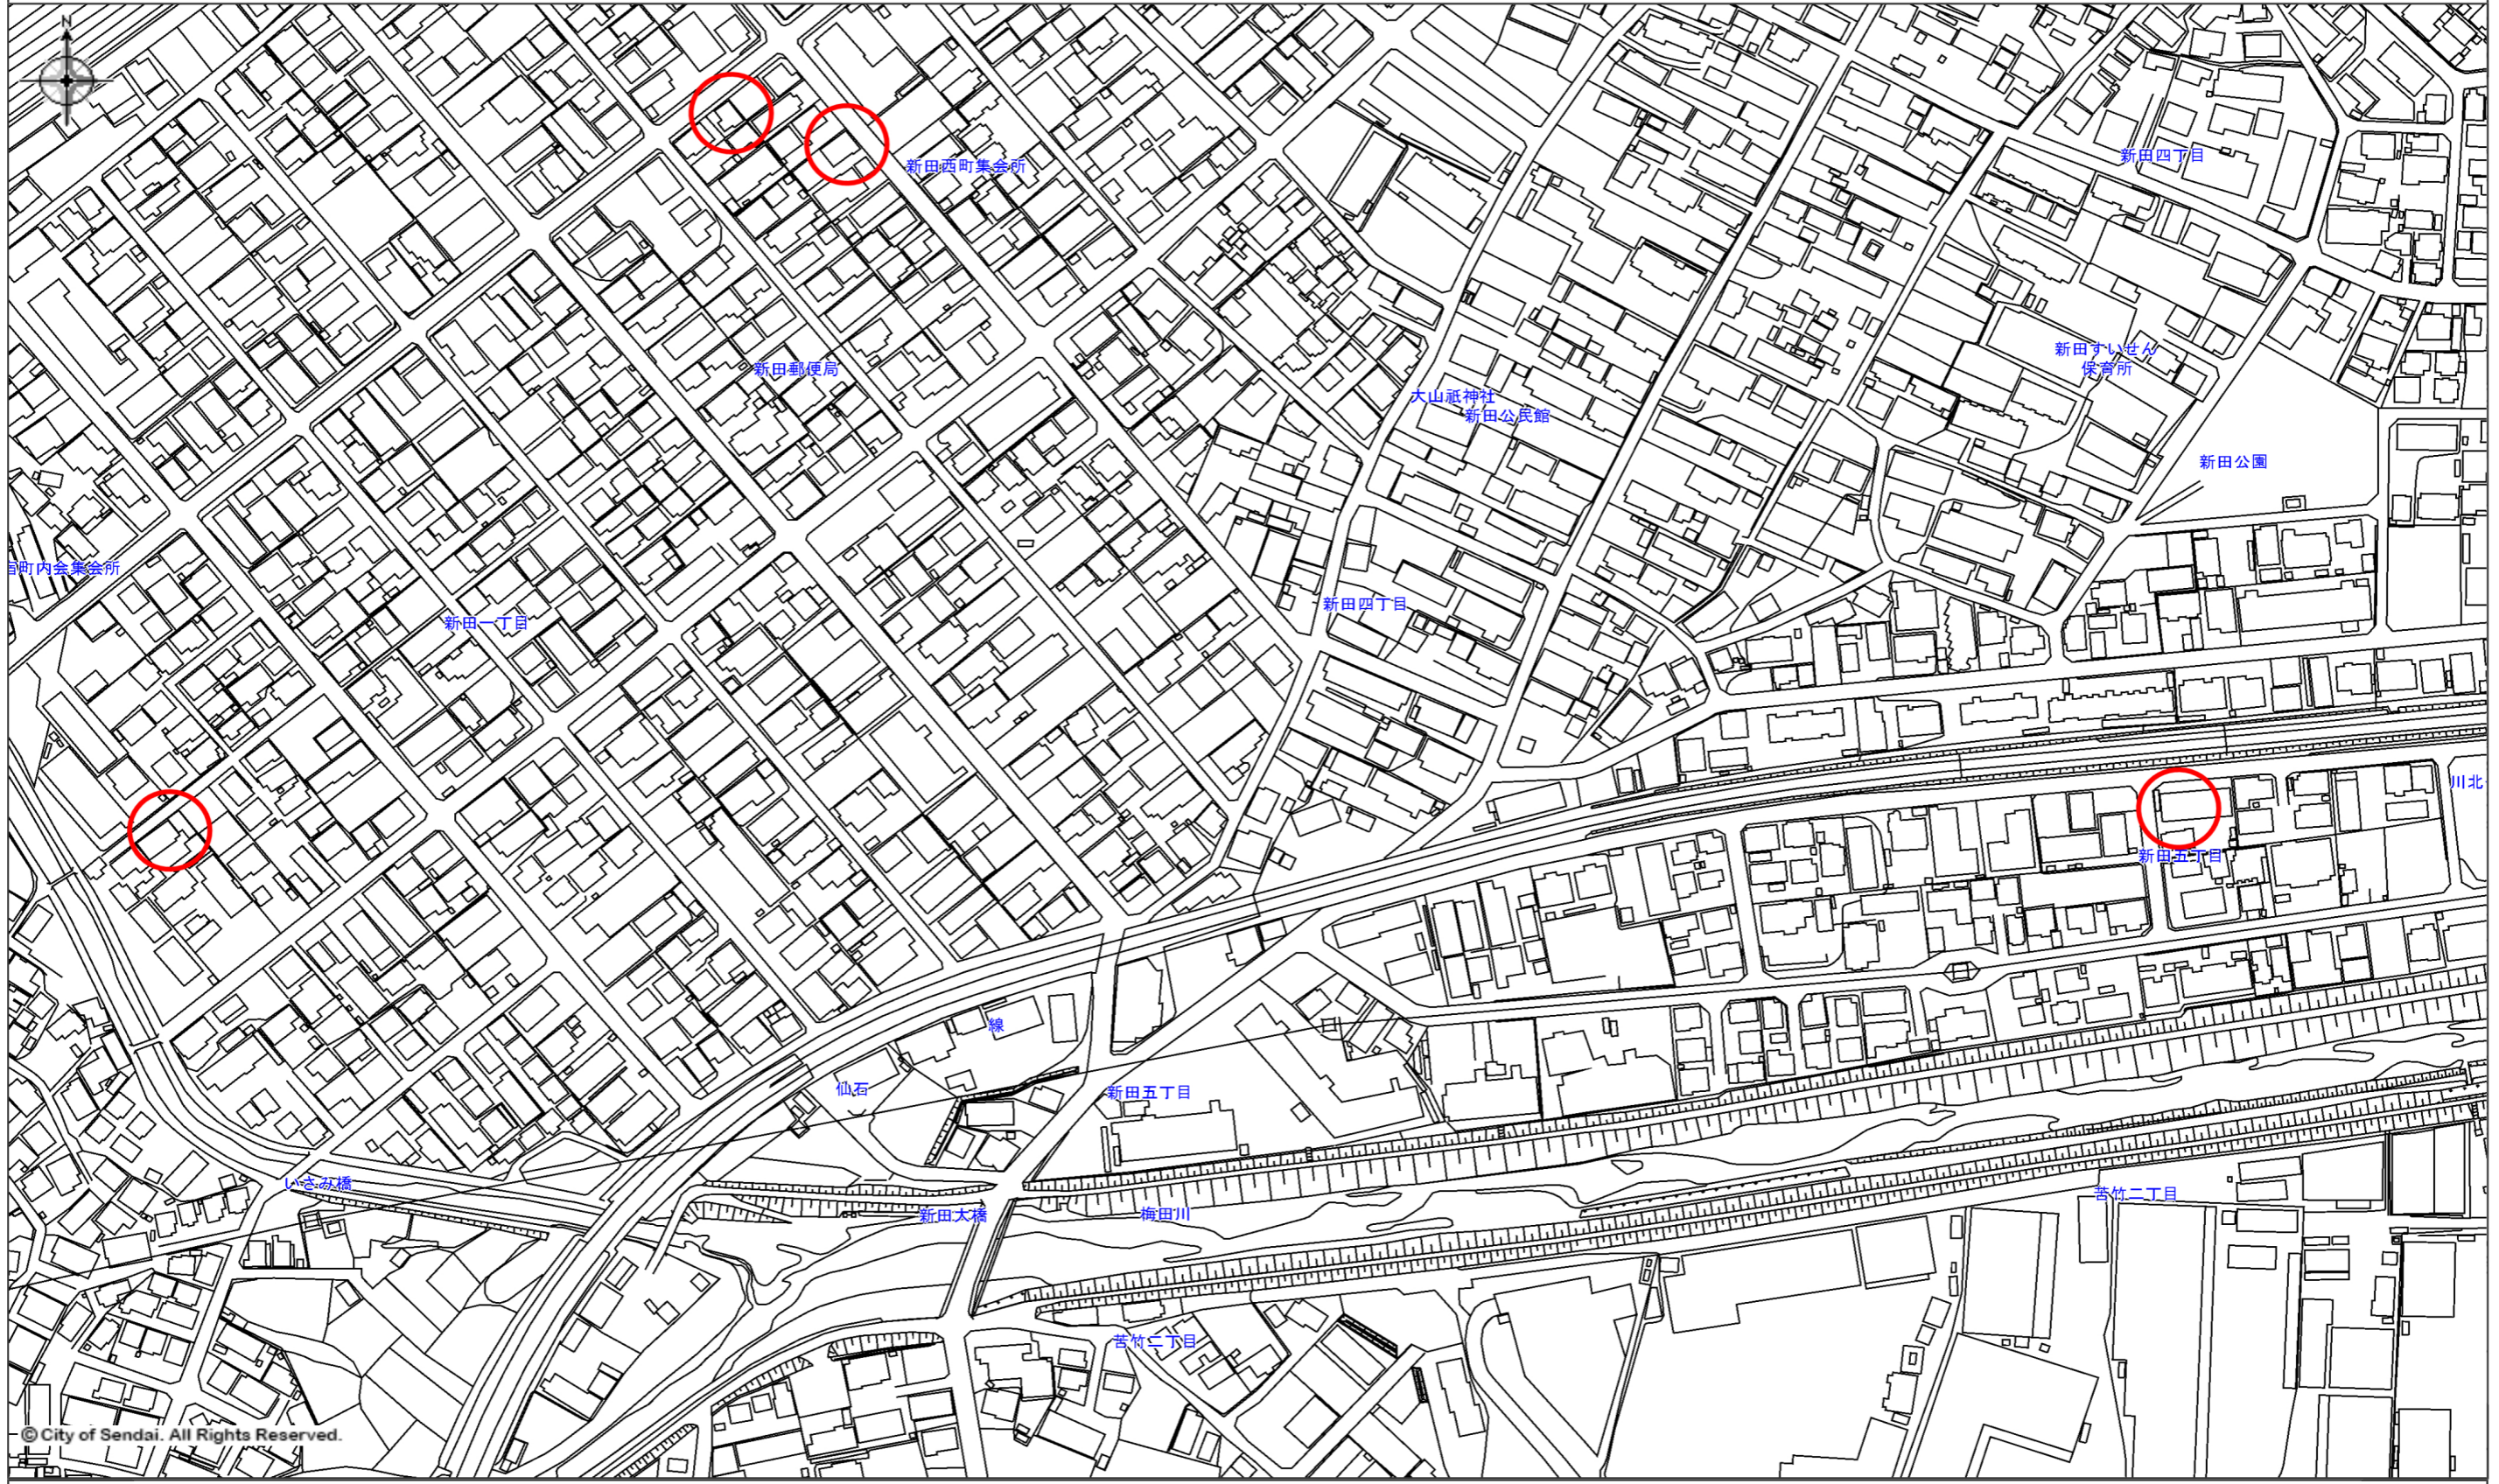 N
新田西町集会所
新田四丁目
新田郵便局
新田すいせん
保育所
大山祇神社
新田公民館
新田公園
町内会集会所
新田一丁目
新田四丁目
川北
新田五丁目
線
仙石
新田五丁目
いさみ橋
新田大橋
梅田川
苦竹二丁目
苦竹二丁目
© City of Sendai. All Rights Reserved.